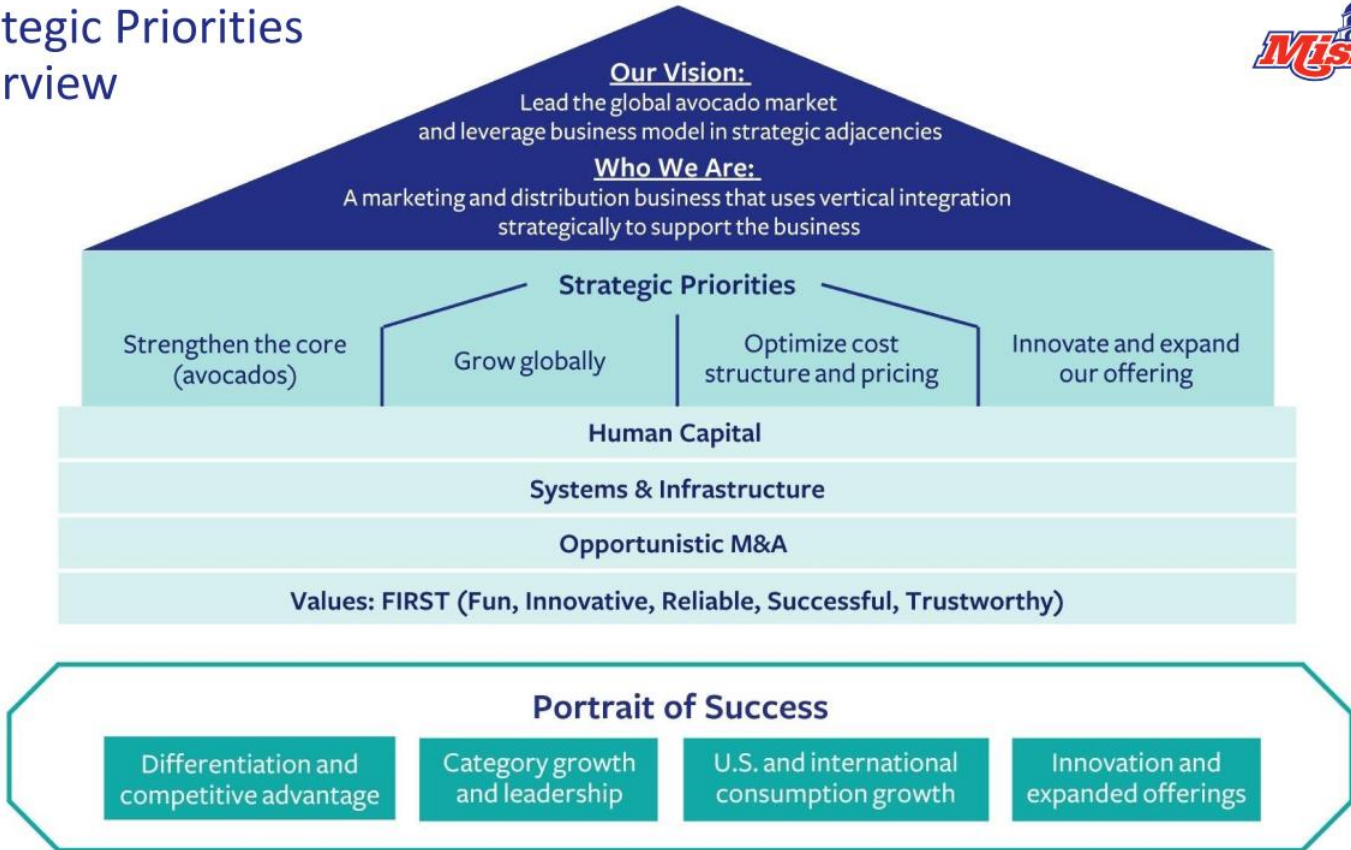 tegic Priorities
rview
Mis
Our Vision:
Lead the global avocado market
and leverage business model in strategic adjacencies
Who We Are:
A marketing and distribution business that uses vertical integration
strategically to support the business
Strategic Priorities
Strengthen the core
(avocados)
Grow globally
Optimize cost
structure and pricing
Innovate and expand
our offering
Human Capital
Systems & Infrastructure
Opportunistic M&A
Values: FIRST (Fun, Innovative, Reliable, Successful, Trustworthy)
Portrait of Success
Differentiation and
competitive advantage
Category growth
and leadership
U.S. and international
consumption growth
Innovation and
expanded offerings